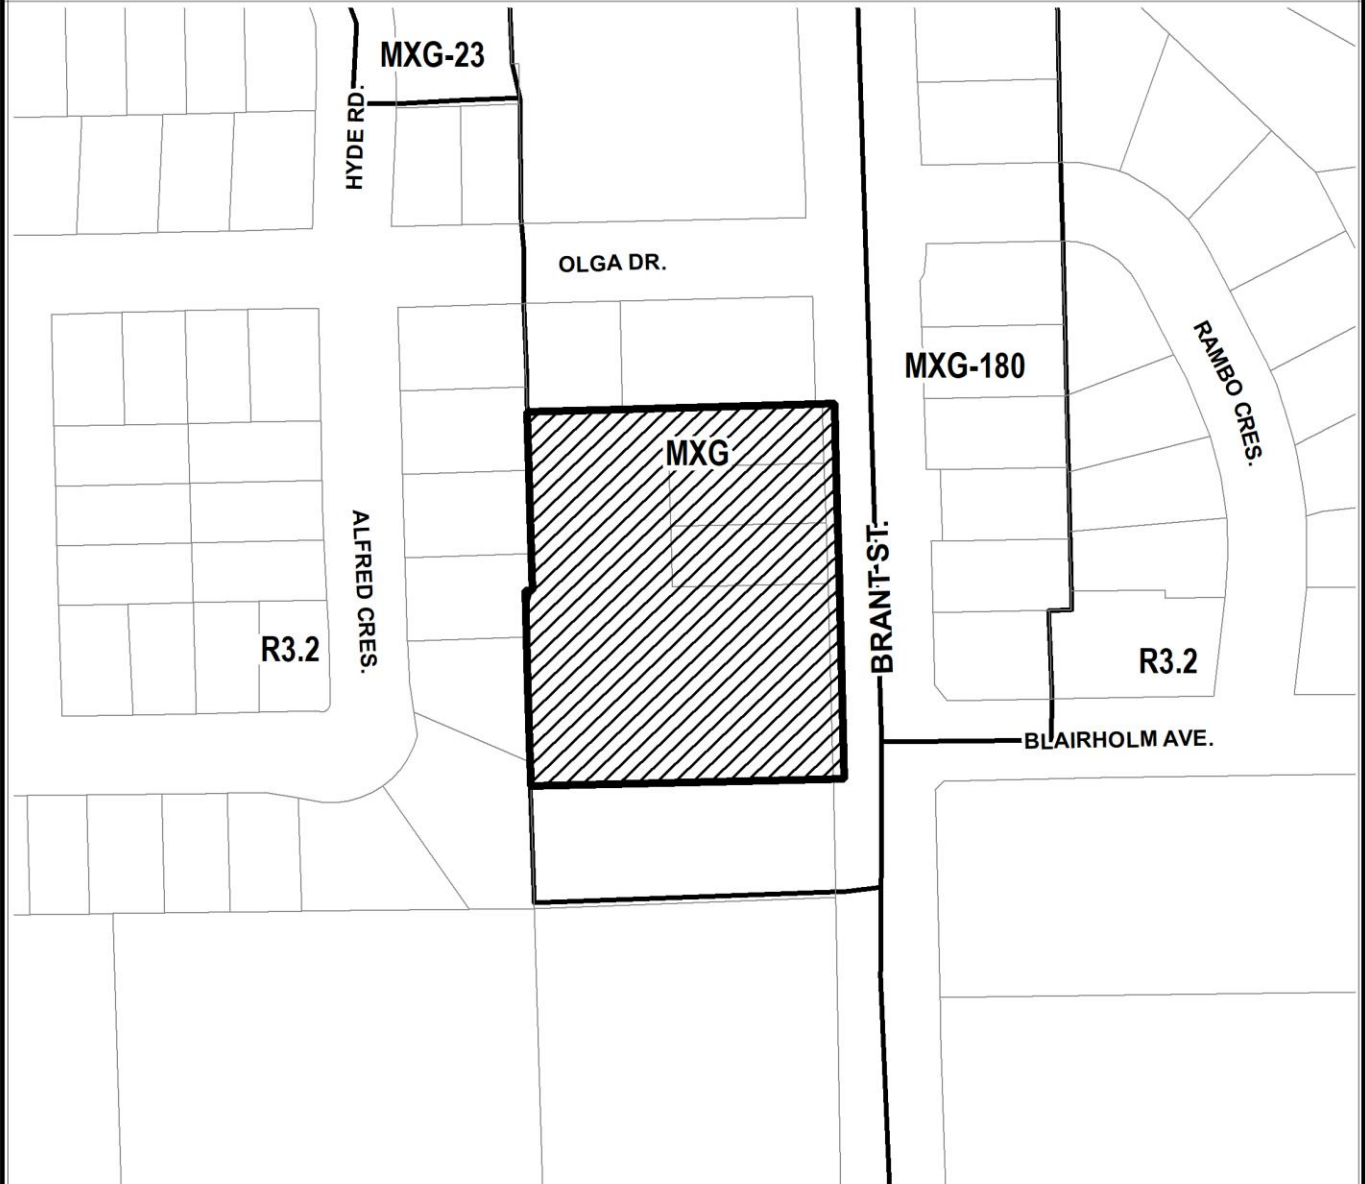 MXG-23
HYDE RD.
OLGA DR.
MXG-180
RAMBO CRES.
MXG
ALFRED CRES.
BRANT ST.
R3.2
R3.2
BLAIRHOLM AVE.